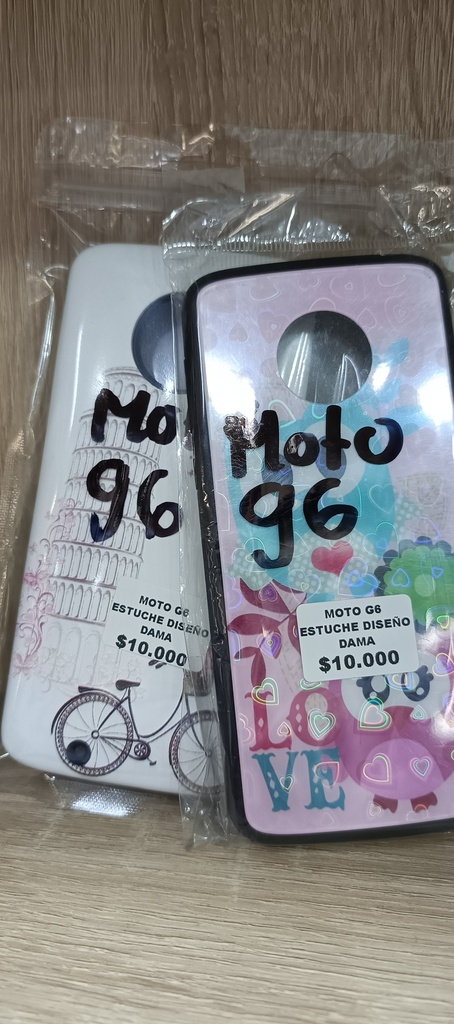 Mo
g6
MOTO G6
ESTUCHE DISEÑO
DAMA
$10.000
Moto
g6
MOTO G6
ESTUCHE DISEÑO
DAMA
$10.000
LO
VE